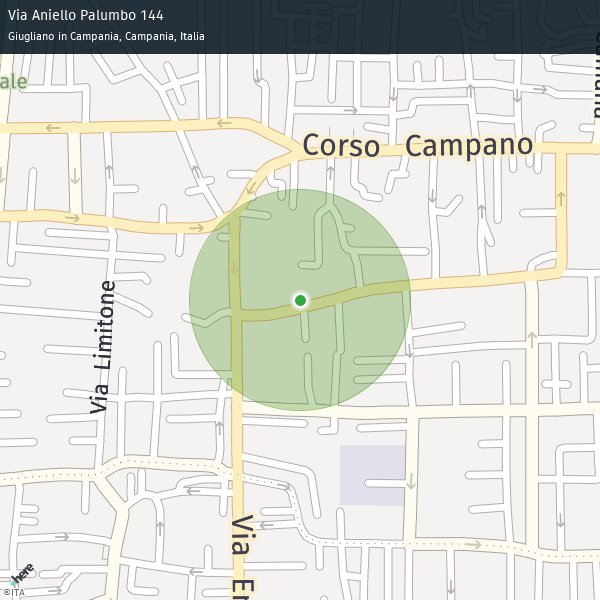 Via Aniello Palumbo 144
Giugliano in Campania, Campania, Italia
ale
Corso Campano
Via Limitone
Via Er
here
©ITA